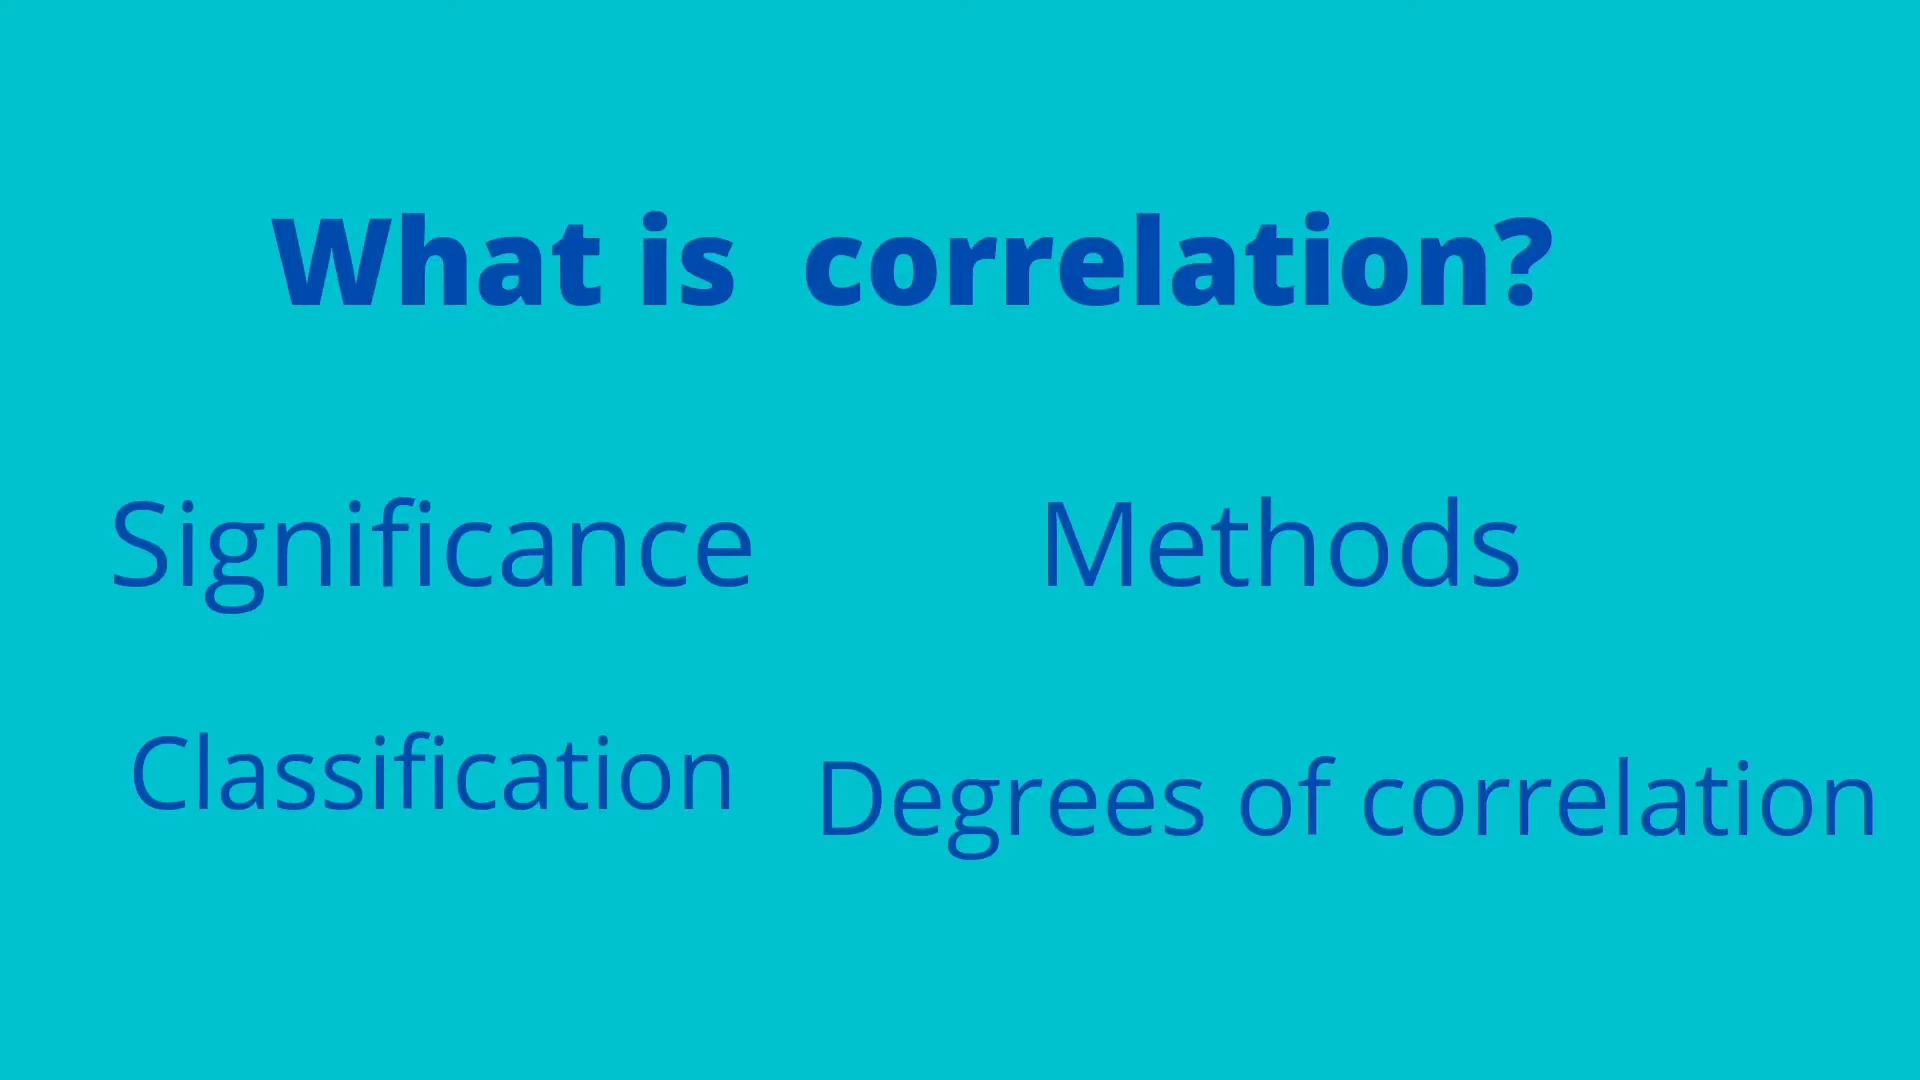 What is correlation?
Significance
Methods
Classification
Degrees of correlation